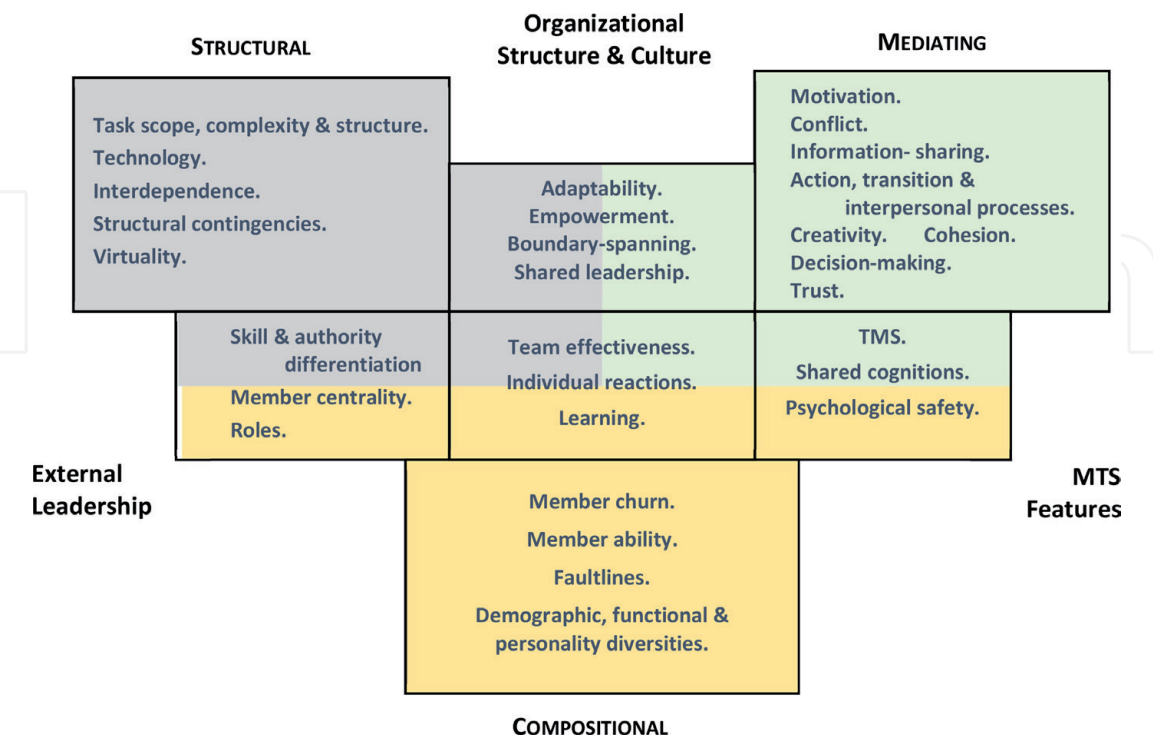 STRUCTURAL
Organizational
Structure & Culture
MEDIATING
Task scope, complexity & structure.
Technology.
Interdependence.
Structural contingencies.
Virtuality.
Adaptability.
Empowerment.
Boundary-spanning.
Shared leadership.
Motivation.
Conflict.
Information- sharing.
Action, transition &
interpersonal processes.
Creativity. Cohesion.
Decision-making.
Trust.
Skill & authority
differentiation
Member centrality.
Roles.
Team effectiveness.
Individual reactions.
Learning.
TMS.
Shared cognitions.
Psychological safety.
External
Leadership
MTS
Features
Member churn.
Member ability.
Faultlines.
Demographic, functional &
personality diversities.
COMPOSITIONAL